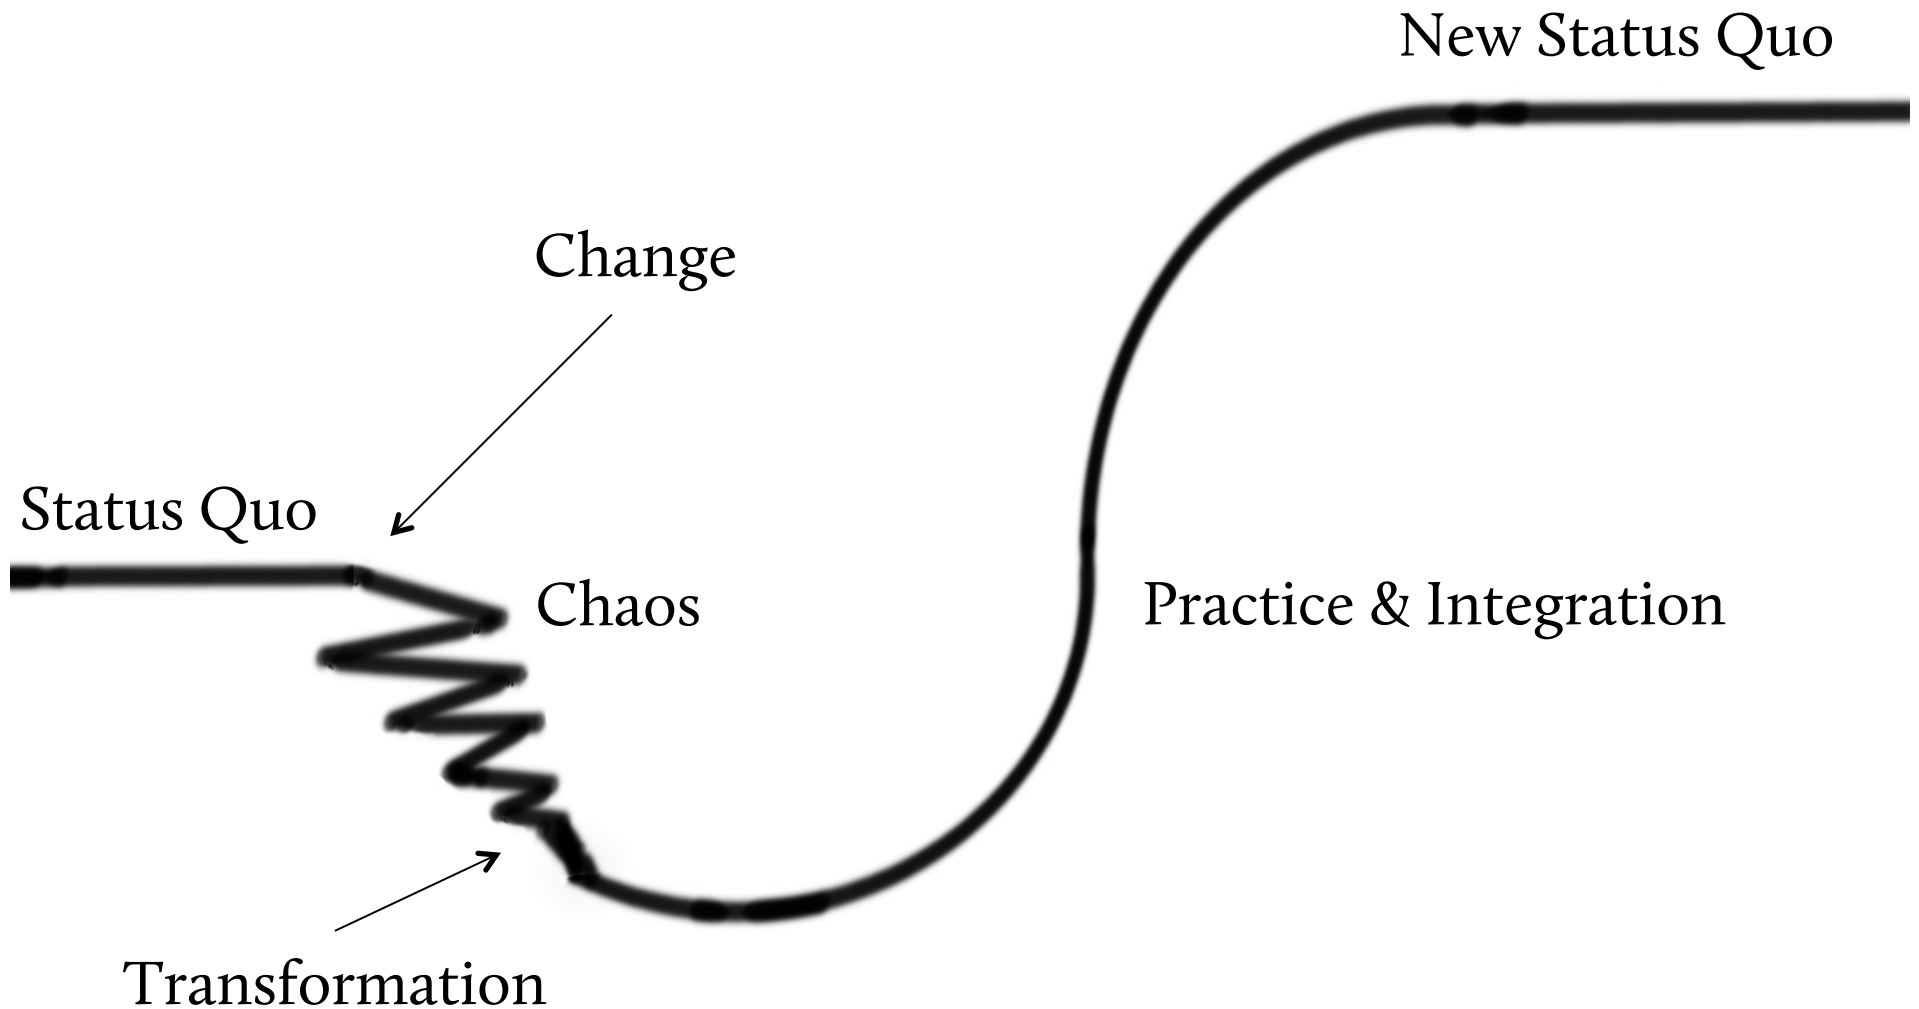 New Status Quo
Change
Status Quo
Chaos
Practice & Integration
Transformation